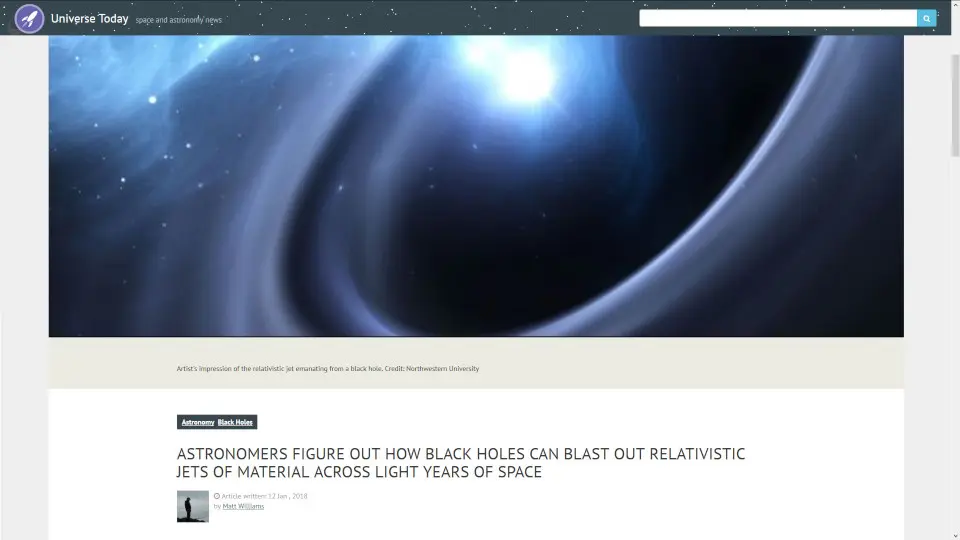 Universe Today space and astronomy news
Artist's impression of the relativistic jet emanating from a black hole. Credit: Northwestern University
Astronomy Black Holes
ASTRONOMERS FIGURE OUT HOW BLACK HOLES CAN BLAST OUT RELATIVISTIC
JETS OF MATERIAL ACROSS LIGHT YEARS OF SPACE
Article written: 12 Jan , 2018
by Matt Williams